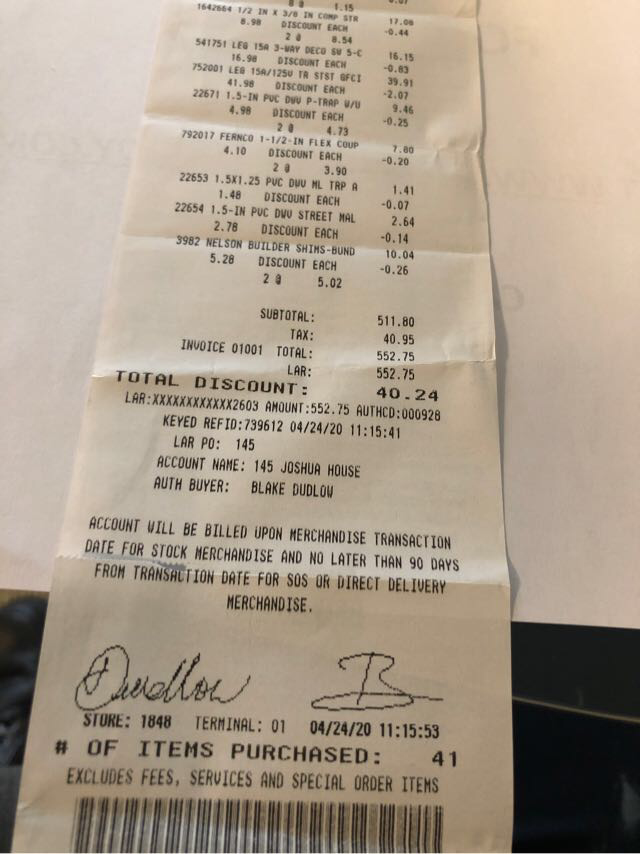 8 @ 1.15
1642664 1/2 IN X 3/8 IN COMP STR 17.08
8.98 DISCOUNT EACH -0.44
2 @ 8.54
541751 LEG 15A 3-WAY DECO SW 5-C 16.15
16.98 DISCOUNT EACH -0.83
752001 LEG 15A/125V TR STST GFCI 39.91
41.98 DISCOUNT EACH -2.07
22671 1.5-IN PVC DWV P-TRAP W/U 9.46
4.98 DISCOUNT EACH -0.25
2 @ 4.73
792017 FERNCO 1-1/2-IN FLEX COUP 7.80
4.10 DISCOUNT EACH -0.20
2 @ 3.90
22653 1.5X1.25 PVC DWV ML TRP A 1.41
1.48 DISCOUNT EACH -0.07
22654 1.5-IN PVC DWV STREET MAL 2.64
2.78 DISCOUNT EACH -0.14
3982 NELSON BUILDER SHIMS-BUND 10.04
5.28 DISCOUNT EACH -0.26
2 @ 5.02
SUBTOTAL: 511.80
TAX: 40.95
INVOICE 01001 TOTAL: 552.75
LAR: 552.75
TOTAL DISCOUNT: 40.24
LAR:XXXXXXXXXXXX2603 AMOUNT:552.75 AUTHCD:000928
KEYED REFID:739612 04/24/20 11:15:41
LAR PO: 145
ACCOUNT NAME: 145 JOSHUA HOUSE
AUTH BUYER: BLAKE DUDLOW
ACCOUNT WILL BE BILLED UPON MERCHANDISE TRANSACTION
DATE FOR STOCK MERCHANDISE AND NO LATER THAN 90 DAYS
FROM TRANSACTION DATE FOR SOS OR DIRECT DELIVERY
MERCHANDISE.
Dudlow B
STORE: 1848 TERMINAL: 01 04/24/20 11:15:53
# OF ITEMS PURCHASED: 41
EXCLUDES FEES, SERVICES AND SPECIAL ORDER ITEMS